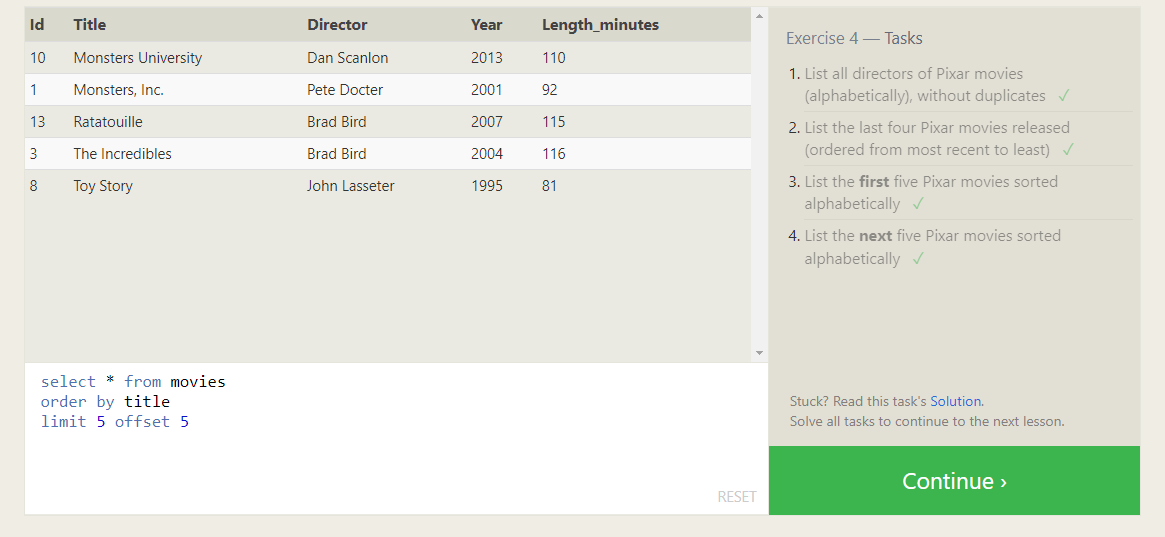 Id Title Director Year Length_minutes
10 Monsters University Dan Scanlon 2013 110
1 Monsters, Inc. Pete Docter 2001 92
13 Ratatouille Brad Bird 2007 115
3 The Incredibles Brad Bird 2004 116
8 Toy Story John Lasseter 1995 81
select * from movies
order by title
limit 5 offset 5
RESET
Exercise 4 — Tasks
1. List all directors of Pixar movies
(alphabetically), without duplicates ✓
2. List the last four Pixar movies released
(ordered from most recent to least) ✓
3. List the first five Pixar movies sorted
alphabetically ✓
4. List the next five Pixar movies sorted
alphabetically ✓
Stuck? Read this task's Solution.
Solve all tasks to continue to the next lesson.
Continue ›